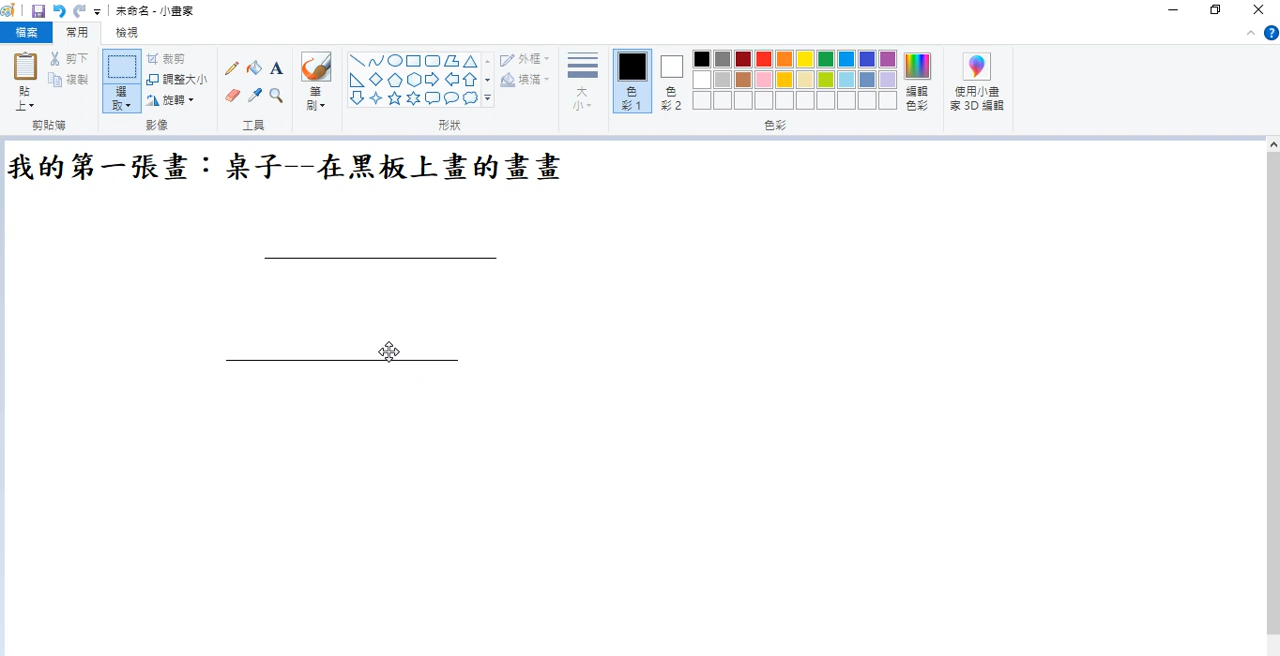 未命名 - 小畫家
檔案 常用 檢視
貼上 剪下 複製
剪貼簿
選取 裁剪 調整大小 旋轉
影像
A
工具
筆刷
外框 填滿
形狀
大小
色彩 1 色彩 2 編輯色彩
色彩
使用小畫家 3D 編輯
我的第一張畫：桌子--在黑板上畫的畫畫